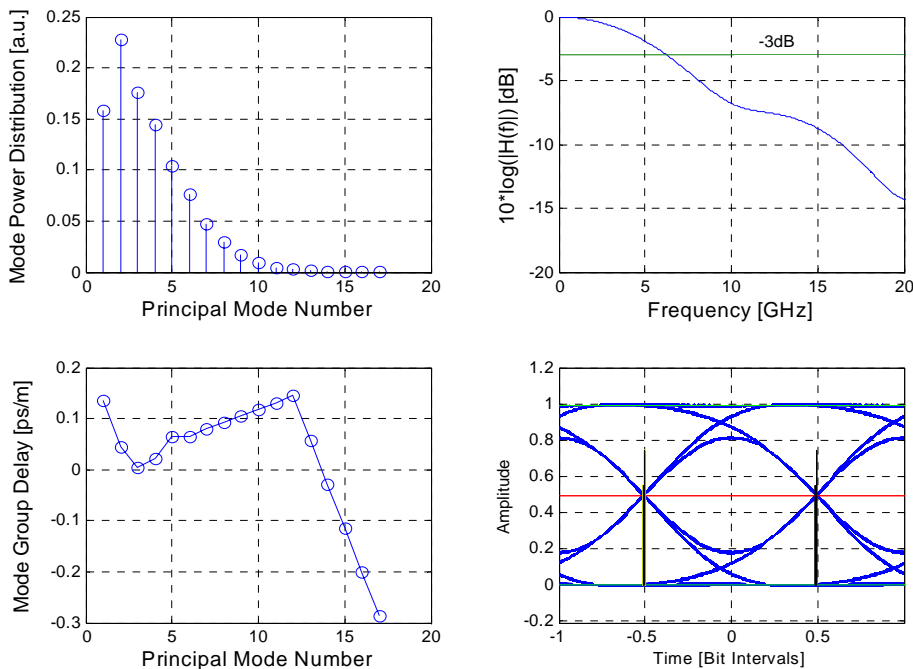 Mode Power Distribution [a.u.]
0.25
0.2
0.15
0.1
0.05
0
0 5 10 15 20
Principal Mode Number
10*log(|H(f)|) [dB]
0
-5
-10
-15
-20
-3dB
0 5 10 15 20
Frequency [GHz]
Mode Group Delay [ps/m]
0.2
0.1
0
-0.1
-0.2
-0.3
0 5 10 15 20
Principal Mode Number
Amplitude
1.2
1
0.8
0.6
0.4
0.2
0
-0.2
-1 -0.5 0 0.5
Time [Bit Intervals]